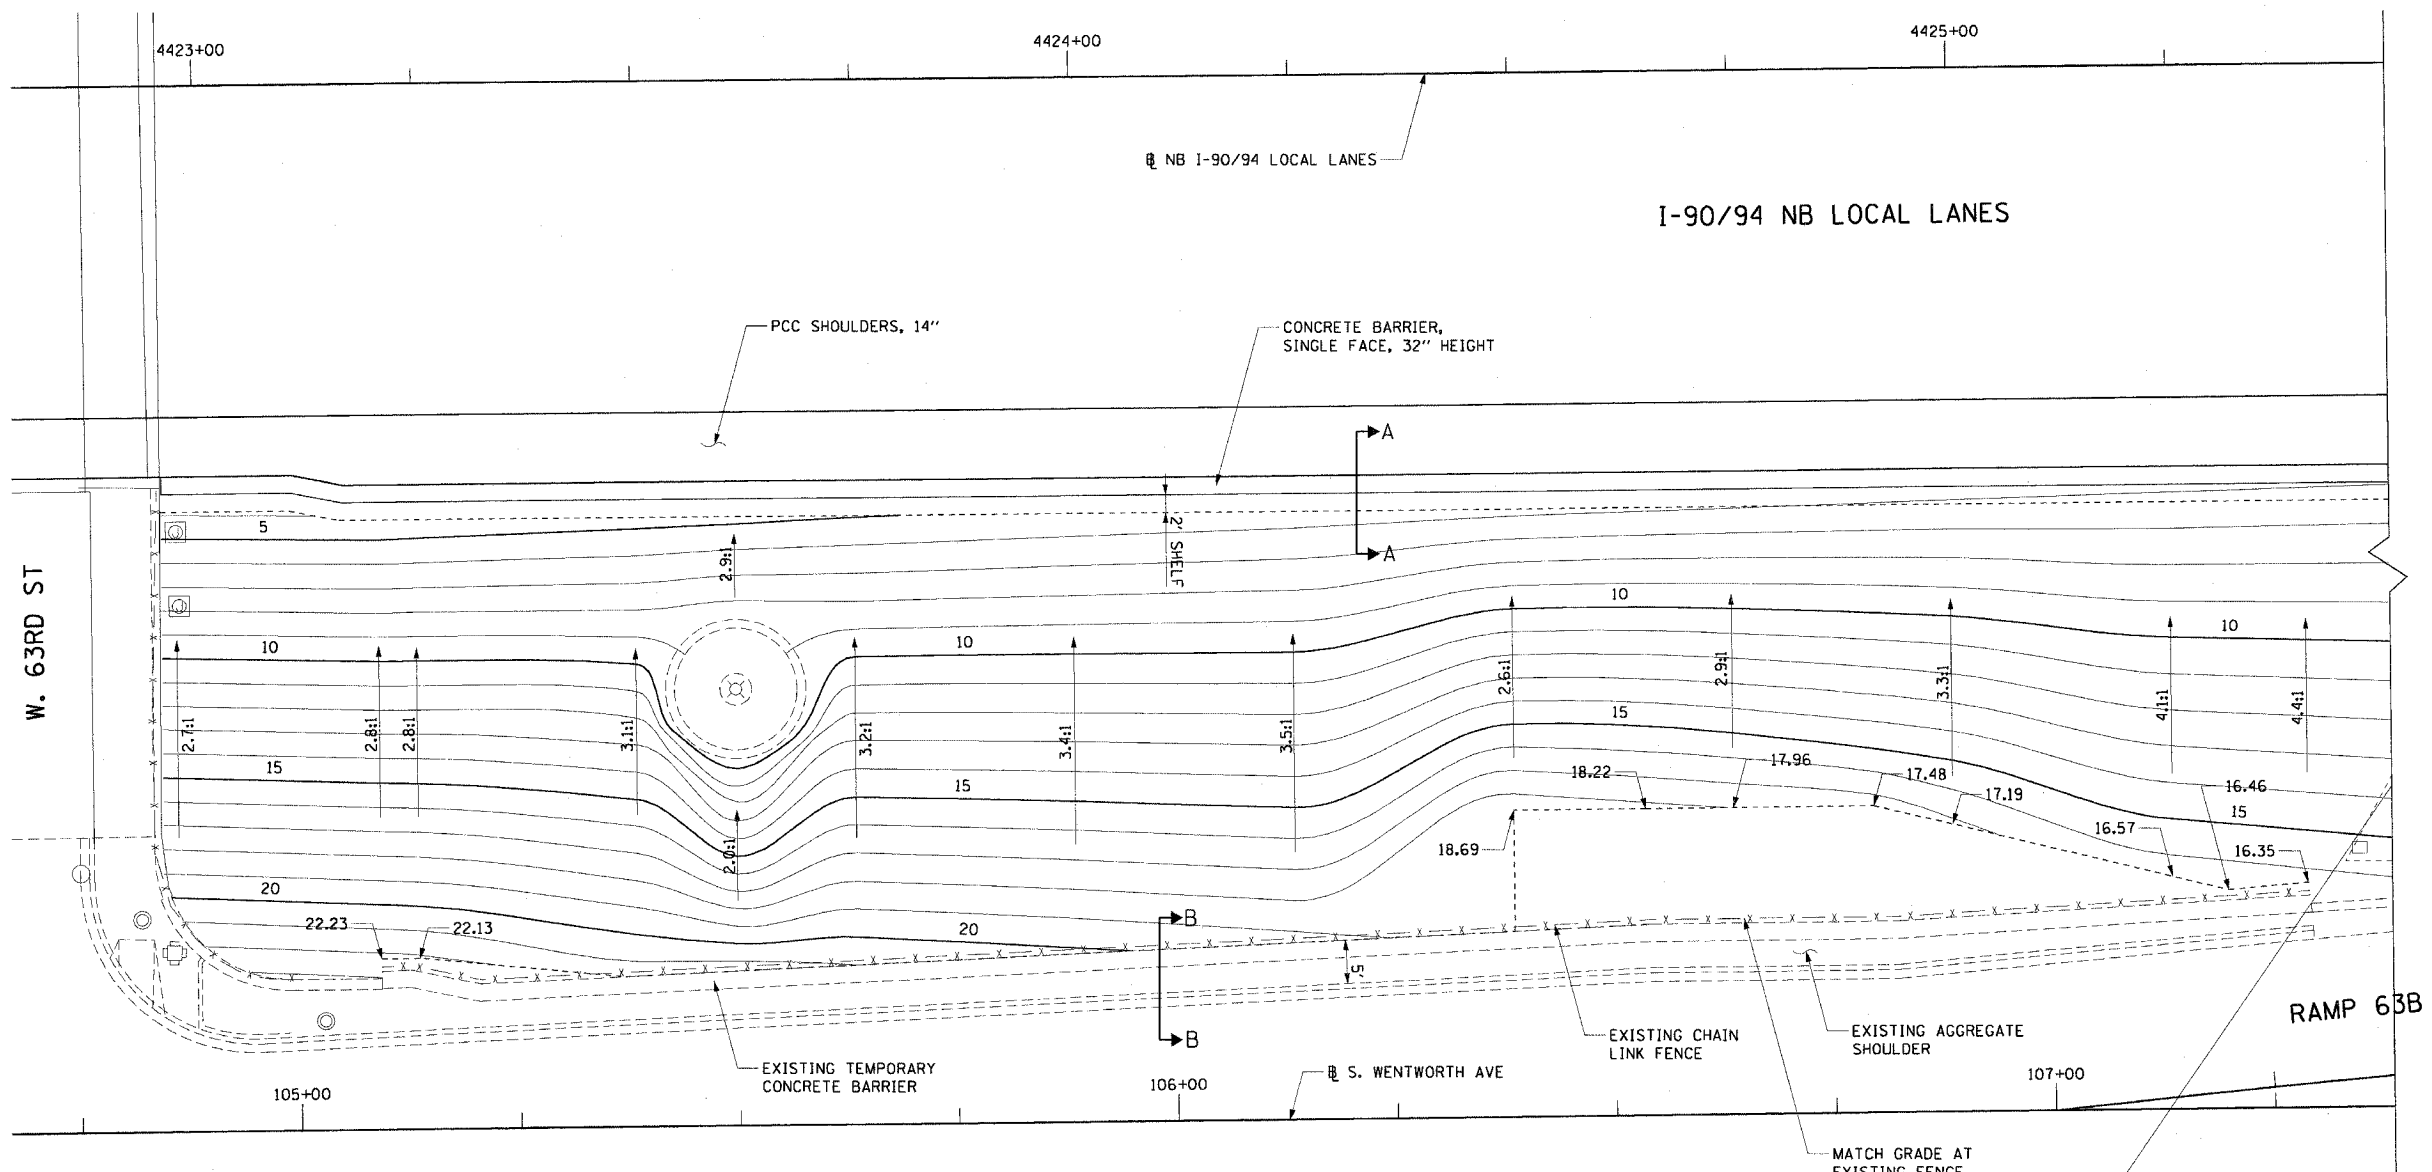 4423+00
4424+00
4425+00
℄ NB I-90/94 LOCAL LANES
I-90/94 NB LOCAL LANES
PCC SHOULDERS, 14"
CONCRETE BARRIER,
SINGLE FACE, 32" HEIGHT
A
A
2' SHELF
W. 63RD ST
5
2.9:1
10
10
10
10
2.7:1
2.8:1
2.8:1
3.1:1
3.2:1
3.4:1
3.5:1
2.6:1
2.9:1
3.3:1
4.1:1
4.4:1
15
15
15
15
2.0:1
18.22
17.96
17.48
17.19
16.46
16.57
16.35
18.69
20
20
22.23
22.13
B
B
5'
EXISTING TEMPORARY
CONCRETE BARRIER
EXISTING CHAIN
LINK FENCE
EXISTING AGGREGATE
SHOULDER
RAMP 63B
℄ S. WENTWORTH AVE
105+00
106+00
107+00
MATCH GRADE AT
EXISTING FENCE